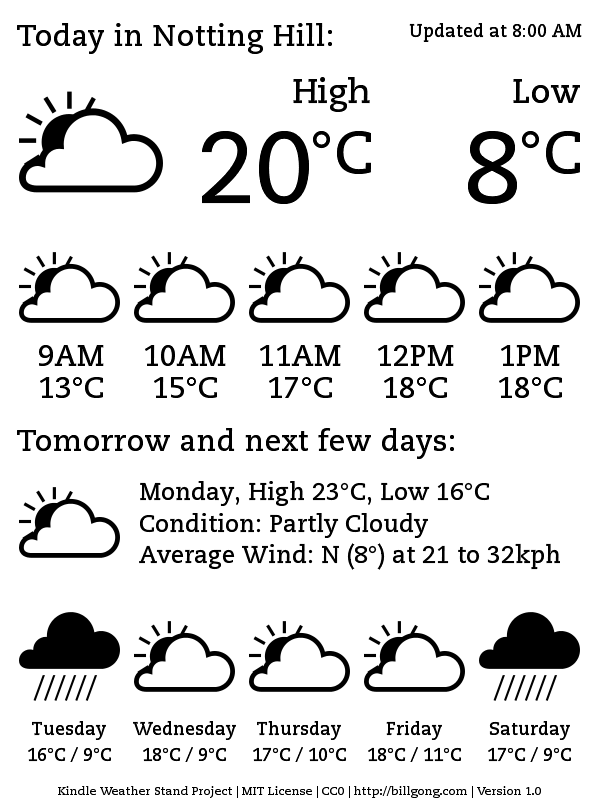 Today in Notting Hill:
Updated at 8:00 AM
High
Low
20°C
8°C
9AM 10AM 11AM 12PM 1PM
13°C 15°C 17°C 18°C 18°C
Tomorrow and next few days:
Monday, High 23°C, Low 16°C
Condition: Partly Cloudy
Average Wind: N (8°) at 21 to 32kph
Tuesday Wednesday Thursday Friday Saturday
16°C / 9°C 18°C / 9°C 17°C / 10°C 18°C / 11°C 17°C / 9°C
Kindle Weather Stand Project | MIT License | CC0 | http://billgong.com | Version 1.0